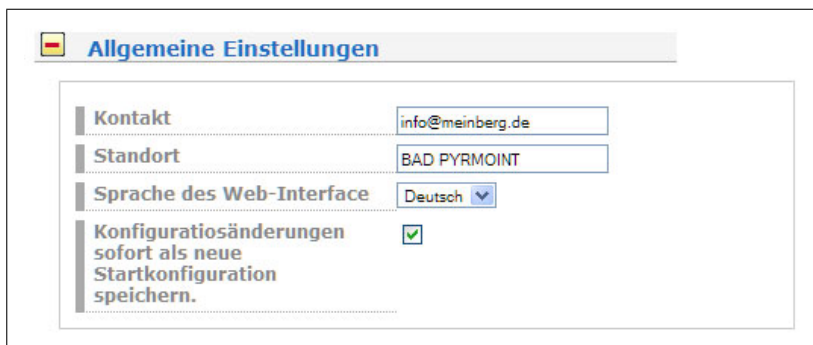 Allgemeine Einstellungen
Kontakt
info@meinberg.de
Standort
BAD PYRMOINT
Sprache des Web-Interface
Deutsch
Konfiguratiosänderungen
sofort als neue
Startkonfiguration
speichern.